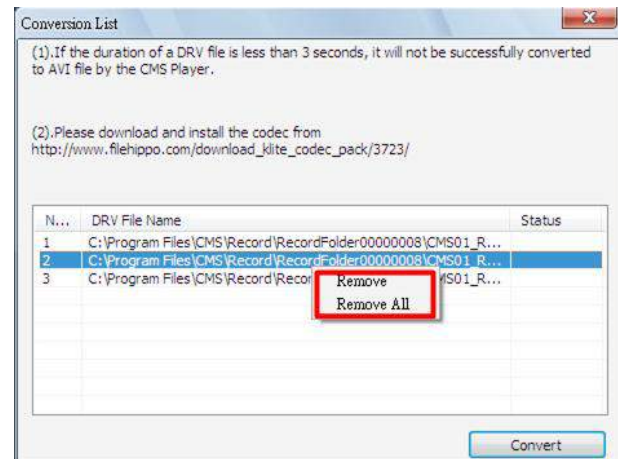 Conversion List
(1).If the duration of a DRV file is less than 3 seconds, it will not be successfully converted
to AVI file by the CMS Player.
(2).Please download and install the codec from
http://www.filehippo.com/download_klite_codec_pack/3723/
N... DRV File Name Status
1 C:\Program Files\CMS\Record\RecordFolder00000008\CMS01_R...
2 C:\Program Files\CMS\Record\RecordFolder00000008\CMS01_R...
3 C:\Program Files\CMS\Record\Recor MS01_R...
Remove
Remove All
Convert